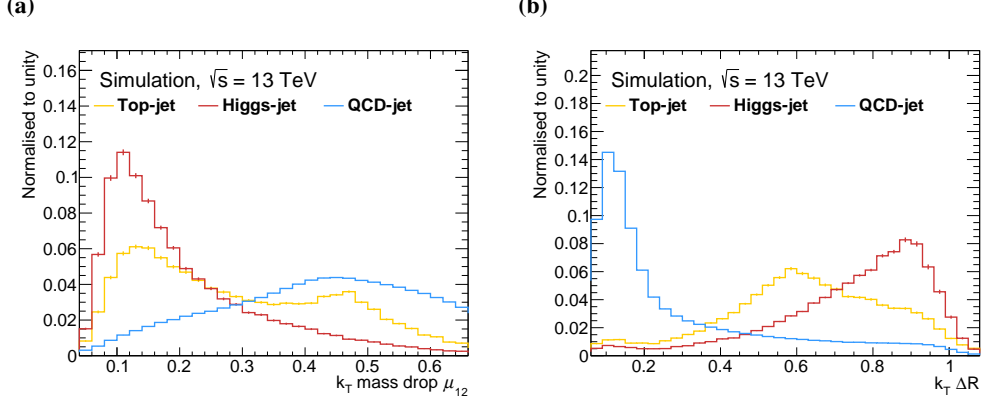 (a)
Normalised to unity
0.16
0.14
0.12
0.1
0.08
0.06
0.04
0.02
0
Simulation, √s = 13 TeV
Top-jet Higgs-jet QCD-jet
0.1 0.2 0.3 0.4 0.5 0.6
k_T mass drop μ_12
(b)
Normalised to unity
0.2
0.18
0.16
0.14
0.12
0.1
0.08
0.06
0.04
0.02
0
Simulation, √s = 13 TeV
Top-jet Higgs-jet QCD-jet
0.2 0.4 0.6 0.8 1
k_T ΔR